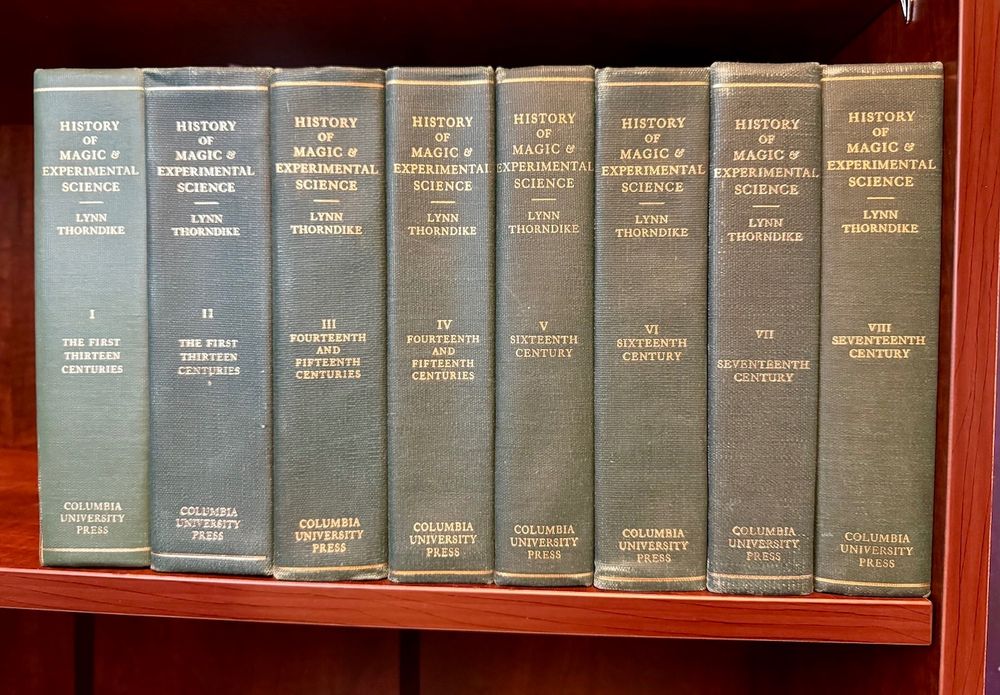 HISTORY
OF
MAGIC &
EXPERIMENTAL
SCIENCE
LYNN
THORNDIKE
I
THE FIRST
THIRTEEN
CENTURIES
COLUMBIA
UNIVERSITY
PRESS
HISTORY
OF
MAGIC &
EXPERIMENTAL
SCIENCE
LYNN
THORNDIKE
II
THE FIRST
THIRTEEN
CENTURIES
COLUMBIA
UNIVERSITY
PRESS
HISTORY
OF
MAGIC &
EXPERIMENTAL
SCIENCE
LYNN
THORNDIKE
III
FOURTEENTH
AND
FIFTEENTH
CENTURIES
COLUMBIA
UNIVERSITY
PRESS
HISTORY
OF
MAGIC &
EXPERIMENTAL
SCIENCE
LYNN
THORNDIKE
IV
FOURTEENTH
AND
FIFTEENTH
CENTURIES
COLUMBIA
UNIVERSITY
PRESS
HISTORY
OF
MAGIC &
EXPERIMENTAL
SCIENCE
LYNN
THORNDIKE
V
SIXTEENTH
CENTURY
COLUMBIA
UNIVERSITY
PRESS
HISTORY
OF
MAGIC &
EXPERIMENTAL
SCIENCE
LYNN
THORNDIKE
VI
SIXTEENTH
CENTURY
COLUMBIA
UNIVERSITY
PRESS
HISTORY
OF
MAGIC &
EXPERIMENTAL
SCIENCE
LYNN
THORNDIKE
VII
SEVENTEENTH
CENTURY
COLUMBIA
UNIVERSITY
PRESS
HISTORY
OF
MAGIC &
EXPERIMENTAL
SCIENCE
LYNN
THORNDIKE
VIII
SEVENTEENTH
CENTURY
COLUMBIA
UNIVERSITY
PRESS